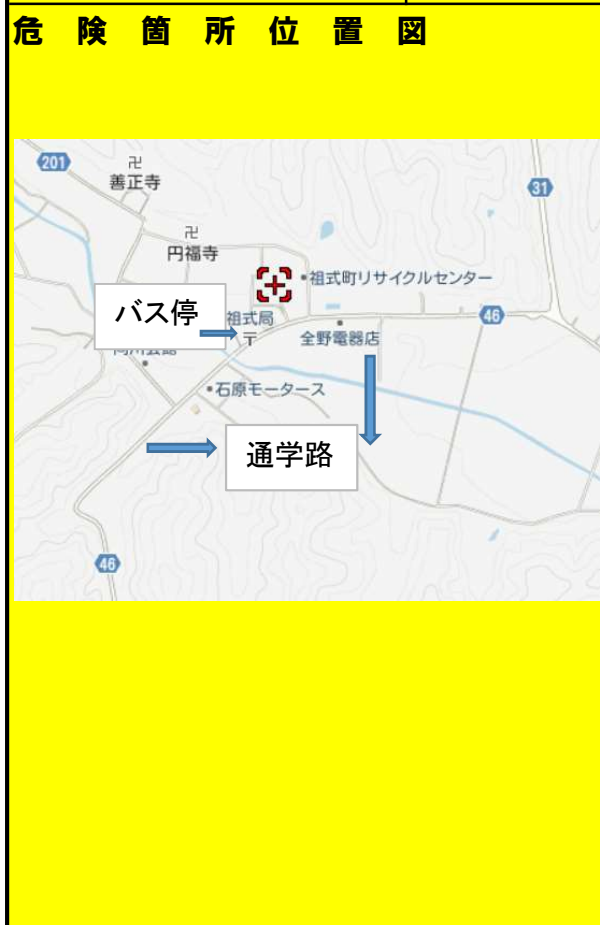 危険箇所位置図
201
卍
善正寺
31
卍
円福寺
祖式町リサイクルセンター
バス停
祖式局
〒
全野電器店
46
石原モータース
通学路
46